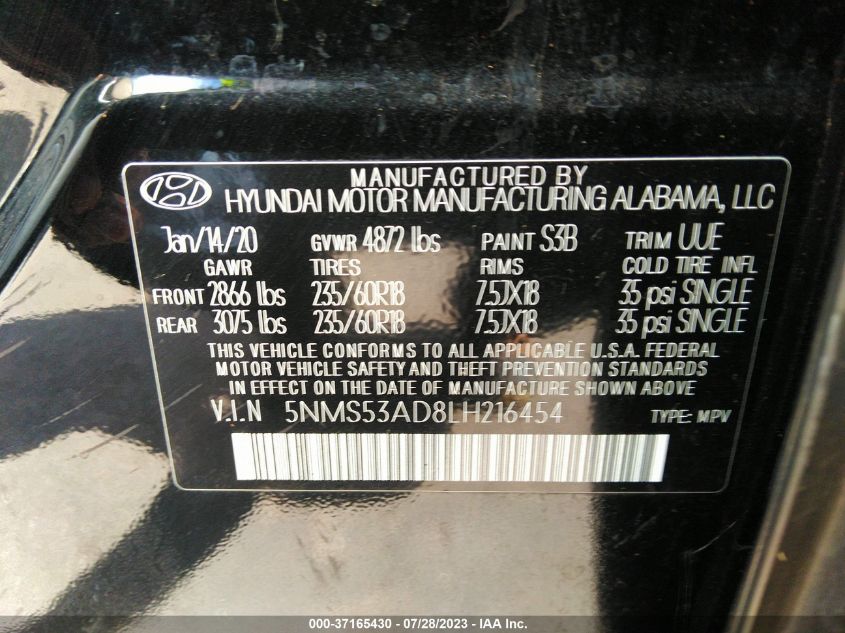 MANUFACTURED BY
HYUNDAI MOTOR MANUFACTURING ALABAMA, LLC
Jan/14/20 GVWR 4872 lbs PAINT S3B TRIM UUE
GAWR TIRES RIMS COLD TIRE INFL
FRONT 2866 lbs 235/60R18 7.5JX18 35 psi SINGLE
REAR 3075 lbs 235/60R18 7.5JX18 35 psi SINGLE
THIS VEHICLE CONFORMS TO ALL APPLICABLE U.S.A. FEDERAL
MOTOR VEHICLE SAFETY AND THEFT PREVENTION STANDARDS
IN EFFECT ON THE DATE OF MANUFACTURE SHOWN ABOVE
V.I.N 5NMS53AD8LH216454 TYPE: MPV
000-37165430 - 07/28/2023 - IAA Inc.